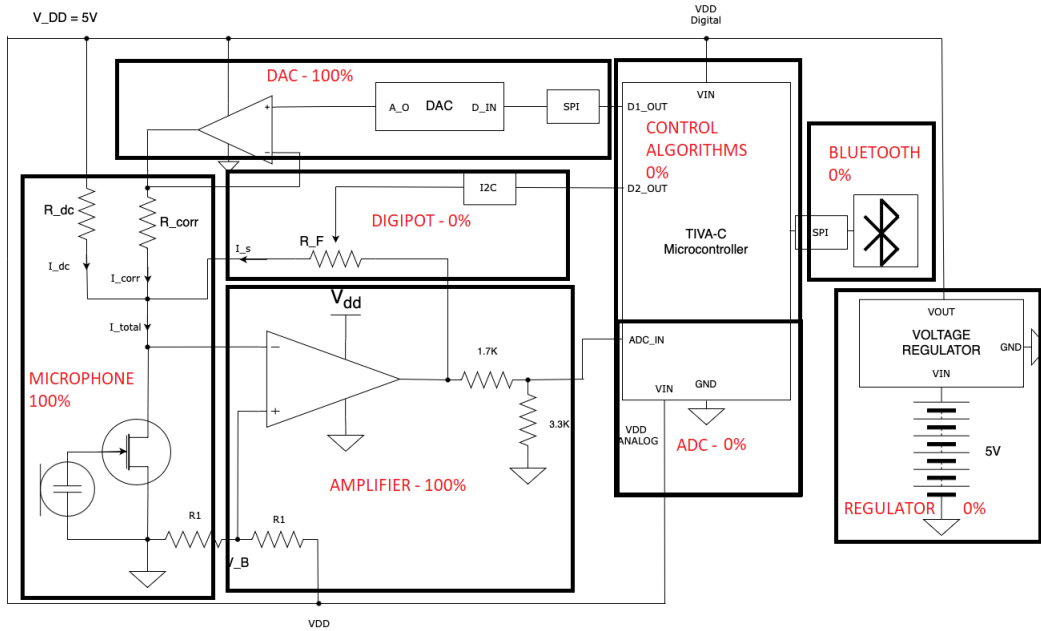 V_DD = 5V
VDD
Digital
DAC - 100%
A_O
DAC
D_IN
SPI
D1_OUT
VIN
CONTROL
ALGORITHMS
0%
BLUETOOTH
0%
+
−
I2C
D2_OUT
R_dc
R_corr
DIGIPOT - 0%
R_F
I_s
TIVA-C
Microcontroller
SPI
I_dc
I_corr
I_total
V_dd
VOUT
VOLTAGE
REGULATOR
GND
VIN
ADC_IN
1.7K
−
+
MICROPHONE
100%
VIN
GND
3.3K
VDD
ANALOG
ADC - 0%
5V
AMPLIFIER - 100%
REGULATOR 0%
R1
R1
V_B
VDD